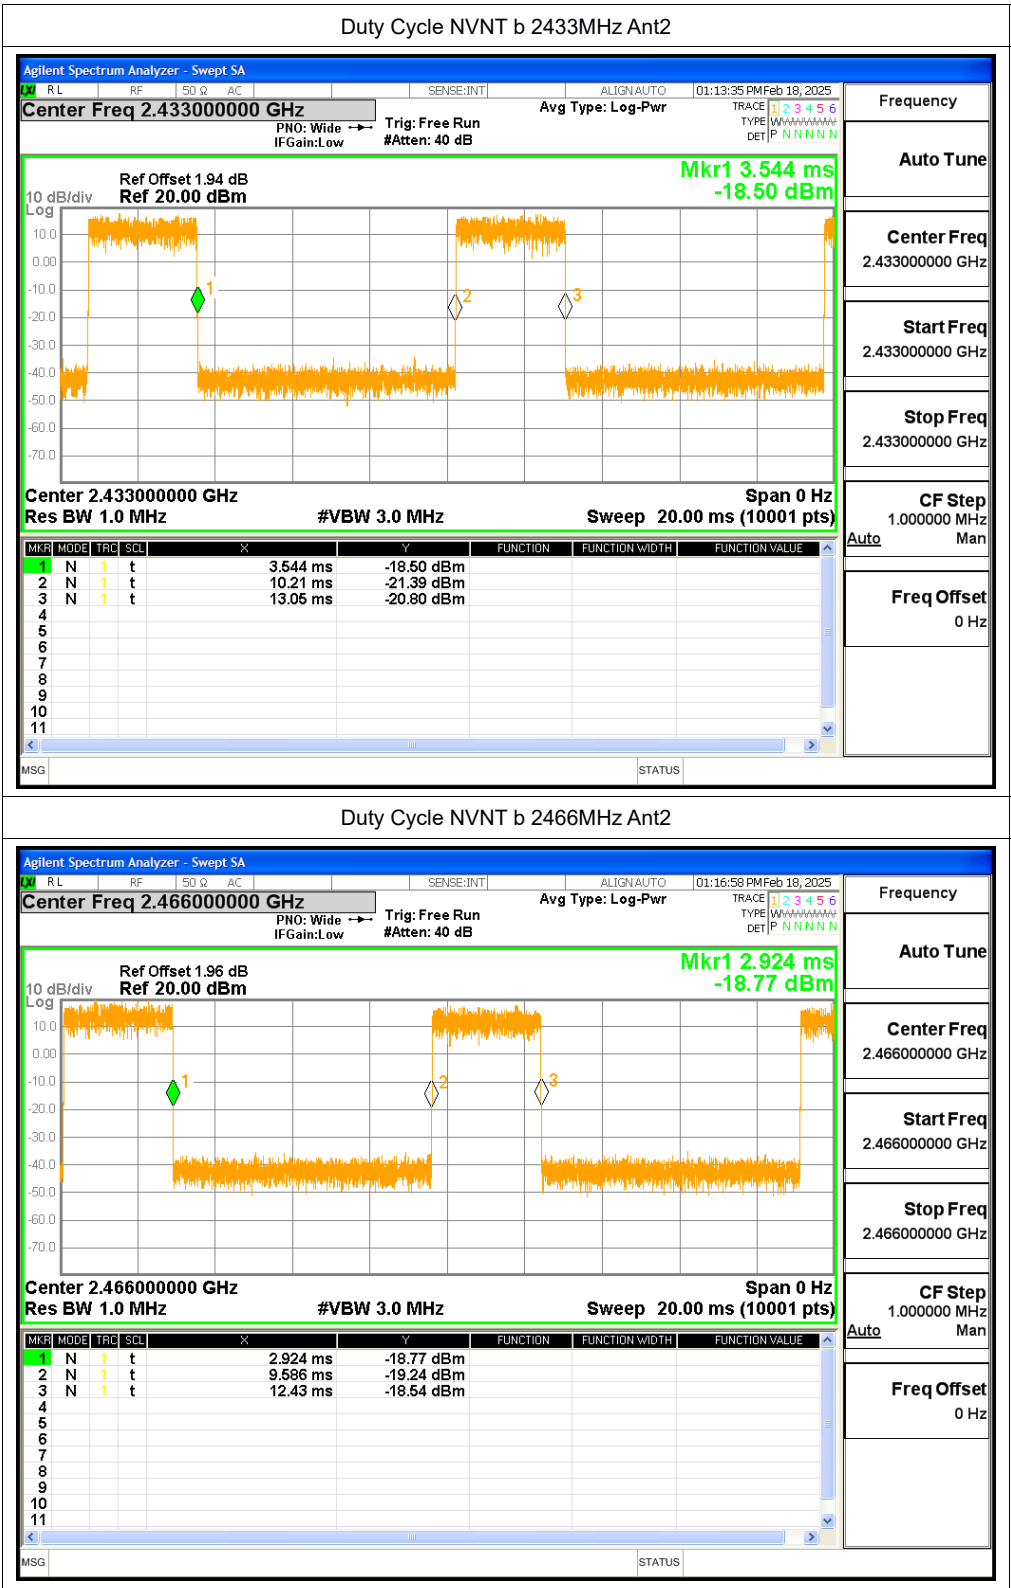 Duty Cycle NVNT b 2433MHz Ant2
Agilent Spectrum Analyzer - Swept SA
LXI RL RF 50 Ω AC SENSE:INT ALIGN AUTO 01:13:35 PM Feb 18, 2025
Center Freq 2.433000000 GHz
PNO: Wide
IFGain:Low
Trig: Free Run
#Atten: 40 dB
Avg Type: Log-Pwr
TRACE 1 2 3 4 5 6
TYPE WWWWWWW
DET P N N N N N
Mkr1 3.544 ms
-18.50 dBm
Ref Offset 1.94 dB
10 dB/div Ref 20.00 dBm
Log
10.0
0.00
-10.0
-20.0
-30.0
-40.0
-50.0
-60.0
-70.0
1
2
3
Center 2.433000000 GHz Span 0 Hz
Res BW 1.0 MHz #VBW 3.0 MHz Sweep 20.00 ms (10001 pts)
MKR MODE TRC SCL X Y FUNCTION FUNCTION WIDTH FUNCTION VALUE
1 N 1 t 3.544 ms -18.50 dBm
2 N 1 t 10.21 ms -21.39 dBm
3 N 1 t 13.05 ms -20.80 dBm
4
5
6
7
8
9
10
11
MSG STATUS
Frequency
Auto Tune
Center Freq
2.433000000 GHz
Start Freq
2.433000000 GHz
Stop Freq
2.433000000 GHz
CF Step
1.000000 MHz
Auto Man
Freq Offset
0 Hz
Duty Cycle NVNT b 2466MHz Ant2
Agilent Spectrum Analyzer - Swept SA
LXI RL RF 50 Ω AC SENSE:INT ALIGN AUTO 01:16:58 PM Feb 18, 2025
Center Freq 2.466000000 GHz
PNO: Wide
IFGain:Low
Trig: Free Run
#Atten: 40 dB
Avg Type: Log-Pwr
TRACE 1 2 3 4 5 6
TYPE WWWWWWW
DET P N N N N N
Mkr1 2.924 ms
-18.77 dBm
Ref Offset 1.96 dB
10 dB/div Ref 20.00 dBm
Log
10.0
0.00
-10.0
-20.0
-30.0
-40.0
-50.0
-60.0
-70.0
1
2
3
Center 2.466000000 GHz Span 0 Hz
Res BW 1.0 MHz #VBW 3.0 MHz Sweep 20.00 ms (10001 pts)
MKR MODE TRC SCL X Y FUNCTION FUNCTION WIDTH FUNCTION VALUE
1 N 1 t 2.924 ms -18.77 dBm
2 N 1 t 9.586 ms -19.24 dBm
3 N 1 t 12.43 ms -18.54 dBm
4
5
6
7
8
9
10
11
MSG STATUS
Frequency
Auto Tune
Center Freq
2.466000000 GHz
Start Freq
2.466000000 GHz
Stop Freq
2.466000000 GHz
CF Step
1.000000 MHz
Auto Man
Freq Offset
0 Hz